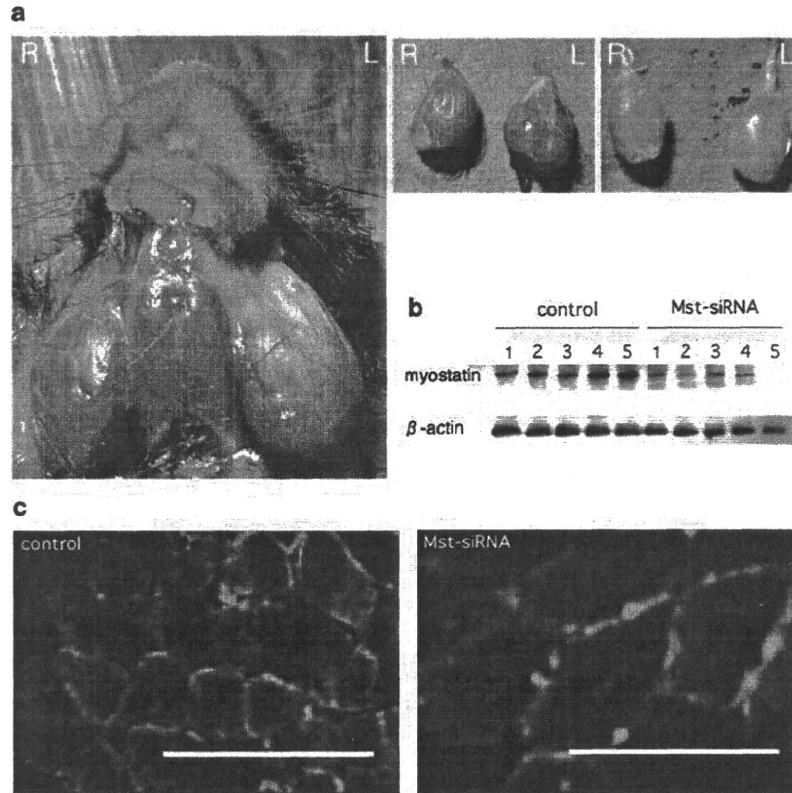 a
R L
R L
R L
b
control Mst-siRNA
1 2 3 4 5 1 2 3 4 5
myostatin
β-actin
c
control
Mst-siRNA